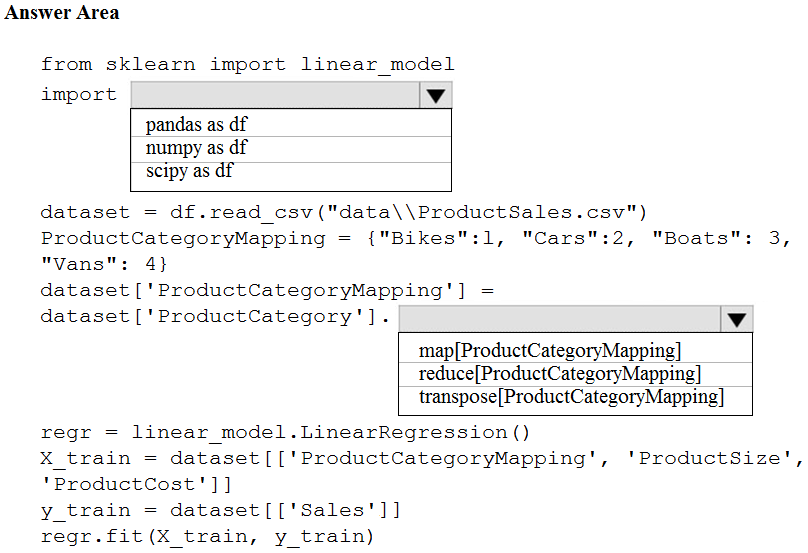 Answer Area
from sklearn import linear_model
import
pandas as df
numpy as df
scipy as df
dataset = df.read_csv("data\\ProductSales.csv")
ProductCategoryMapping = {"Bikes":1, "Cars":2, "Boats": 3,
"Vans": 4}
dataset['ProductCategoryMapping'] =
dataset['ProductCategory'].
map[ProductCategoryMapping]
reduce[ProductCategoryMapping]
transpose[ProductCategoryMapping]
regr = linear_model.LinearRegression()
X_train = dataset[['ProductCategoryMapping', 'ProductSize',
'ProductCost']]
y_train = dataset[['Sales']]
regr.fit(X_train, y_train)